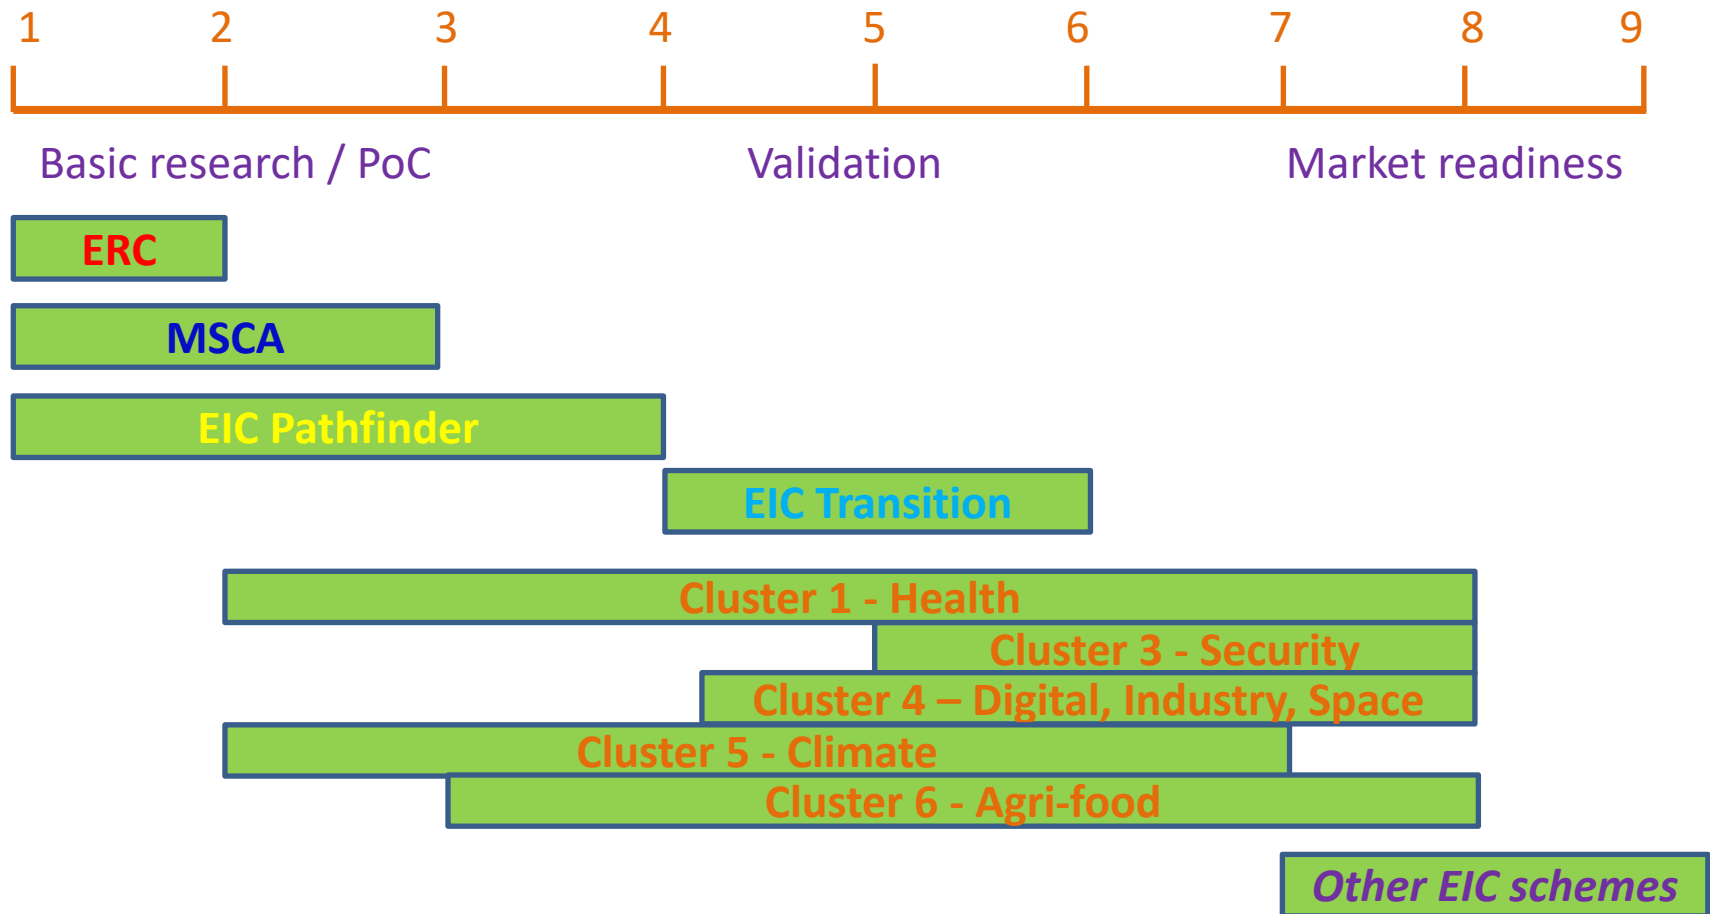 1 2 3 4 5 6 7 8 9
Basic research / PoC Validation Market readiness
ERC
MSCA
EIC Pathfinder
EIC Transition
Cluster 1 - Health
Cluster 3 - Security
Cluster 4 – Digital, Industry, Space
Cluster 5 - Climate
Cluster 6 - Agri-food
Other EIC schemes